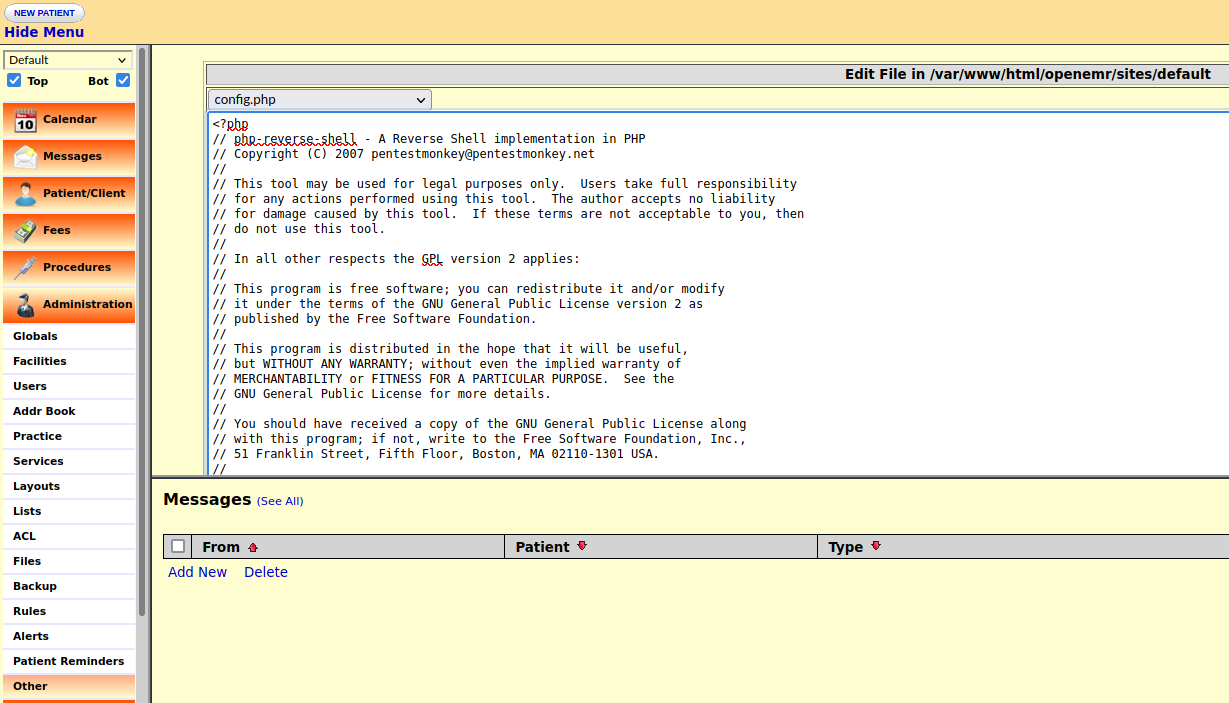 NEW PATIENT
Hide Menu
Default
Top Bot
Calendar
Messages
Patient/Client
Fees
Procedures
Administration
Globals
Facilities
Users
Addr Book
Practice
Services
Layouts
Lists
ACL
Files
Backup
Rules
Alerts
Patient Reminders
Other
Edit File in /var/www/html/openemr/sites/default
config.php
<?php
// php-reverse-shell - A Reverse Shell implementation in PHP
// Copyright (C) 2007 pentestmonkey@pentestmonkey.net
//
// This tool may be used for legal purposes only.  Users take full responsibility
// for any actions performed using this tool.  The author accepts no liability
// for damage caused by this tool.  If these terms are not acceptable to you, then
// do not use this tool.
//
// In all other respects the GPL version 2 applies:
//
// This program is free software; you can redistribute it and/or modify
// it under the terms of the GNU General Public License version 2 as
// published by the Free Software Foundation.
//
// This program is distributed in the hope that it will be useful,
// but WITHOUT ANY WARRANTY; without even the implied warranty of
// MERCHANTABILITY or FITNESS FOR A PARTICULAR PURPOSE.  See the
// GNU General Public License for more details.
//
// You should have received a copy of the GNU General Public License along
// with this program; if not, write to the Free Software Foundation, Inc.,
// 51 Franklin Street, Fifth Floor, Boston, MA 02110-1301 USA.
//
Messages (See All)
From Patient Type
Add New Delete